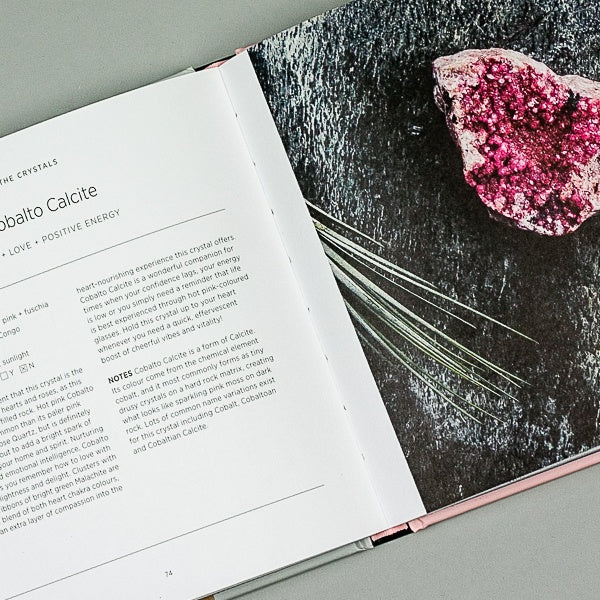 THE CRYSTALS
obalto Calcite
+ LOVE + POSITIVE ENERGY
pink + fuschia
Congo
sunlight
☐Y ☒N
ent that this crystal is the
hearts and roses, as this
filled rock. Hot pink Cobalto
mmon than its paler pink
ose Quartz, but is definitely
out to add a bright spark of
your home and spirit. Nurturing
d emotional intelligence, Cobalto
s you remember how to love with
lightness and delight. Clusters with
ibbons of bright green Malachite are
blend of both heart chakra colours,
an extra layer of compassion into the
heart-nourishing experience this crystal offers.
Cobalto Calcite is a wonderful companion for
times when your confidence lags, your energy
is low or you simply need a reminder that life
is best experienced through hot pink-coloured
glasses. Hold this crystal up to your heart
whenever you need a quick, effervescent
boost of cheerful vibes and vitality!
NOTES Cobalto Calcite is a form of Calcite.
Its colour come from the chemical element
cobalt, and it most commonly forms as tiny
drusy crystals on a hard rock matrix, creating
what looks like sparkling pink moss on dark
rock. Lots of common name variations exist
for this crystal including Cobalt, Cobaltoan
and Cobaltian Calcite.
74